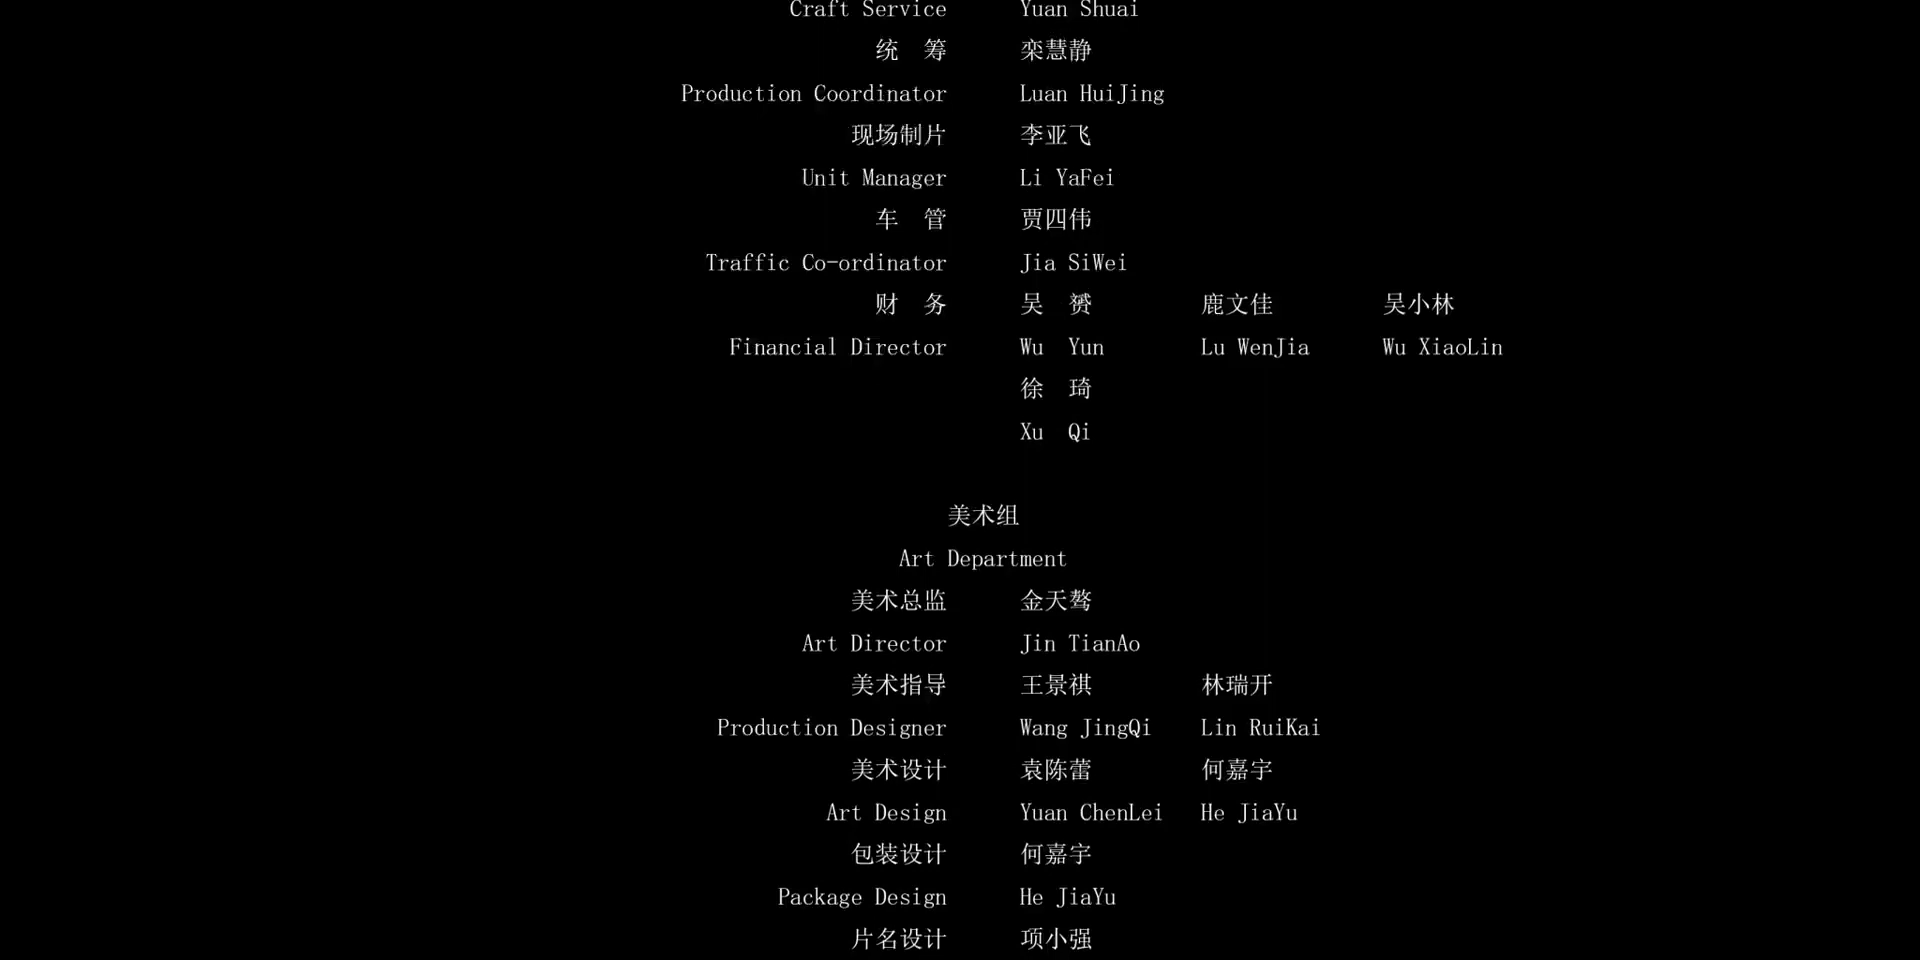 Craft Service Yuan Shuai
统 筹 栾慧静
Production Coordinator Luan HuiJing
现场制片 李亚飞
Unit Manager Li YaFei
车 管 贾四伟
Traffic Co-ordinator Jia SiWei
财 务 吴 赟 鹿文佳 吴小林
Financial Director Wu Yun Lu WenJia Wu XiaoLin
徐 琦
Xu Qi
美术组
Art Department
美术总监 金天骜
Art Director Jin TianAo
美术指导 王景祺 林瑞开
Production Designer Wang JingQi Lin RuiKai
美术设计 袁陈蕾 何嘉宇
Art Design Yuan ChenLei He JiaYu
包装设计 何嘉宇
Package Design He JiaYu
片名设计 项小强